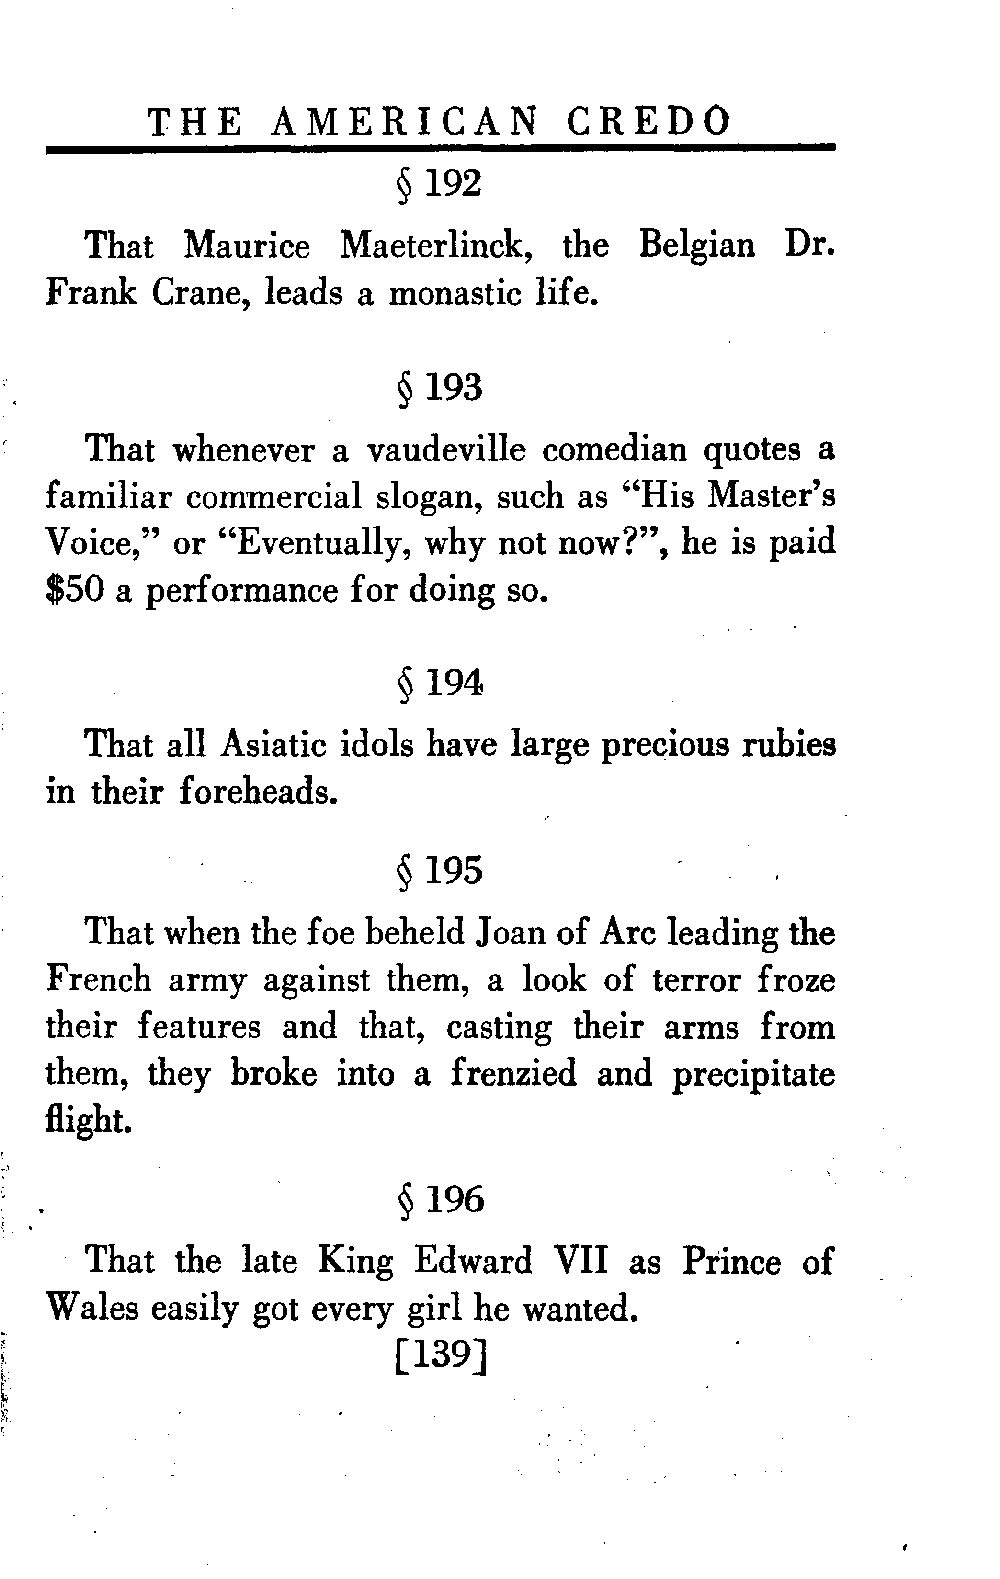 THE AMERICAN CREDO
§ 192
That Maurice Maeterlinck, the Belgian Dr.
Frank Crane, leads a monastic life.
§ 193
That whenever a vaudeville comedian quotes a
familiar commercial slogan, such as “His Master’s
Voice,” or “Eventually, why not now?”, he is paid
$50 a performance for doing so.
§ 194
That all Asiatic idols have large precious rubies
in their foreheads.
§ 195
That when the foe beheld Joan of Arc leading the
French army against them, a look of terror froze
their features and that, casting their arms from
them, they broke into a frenzied and precipitate
flight.
§ 196
That the late King Edward VII as Prince of
Wales easily got every girl he wanted.
[139]